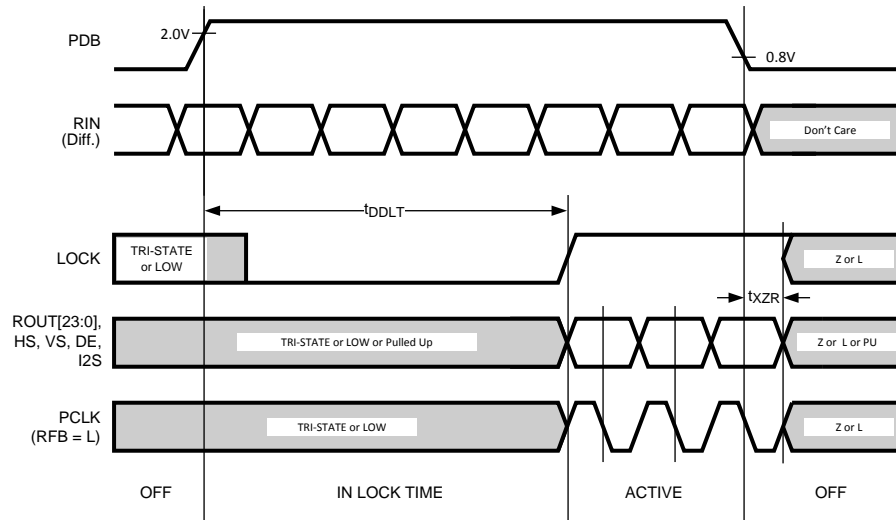 PDB
2.0V
0.8V
RIN
(Diff.)
Don't Care
tDDLT
LOCK
TRI-STATE
or LOW
Z or L
tXZR
ROUT[23:0],
HS, VS, DE,
I2S
TRI-STATE or LOW or Pulled Up
Z or L or PU
PCLK
(RFB = L)
TRI-STATE or LOW
Z or L
OFF
IN LOCK TIME
ACTIVE
OFF